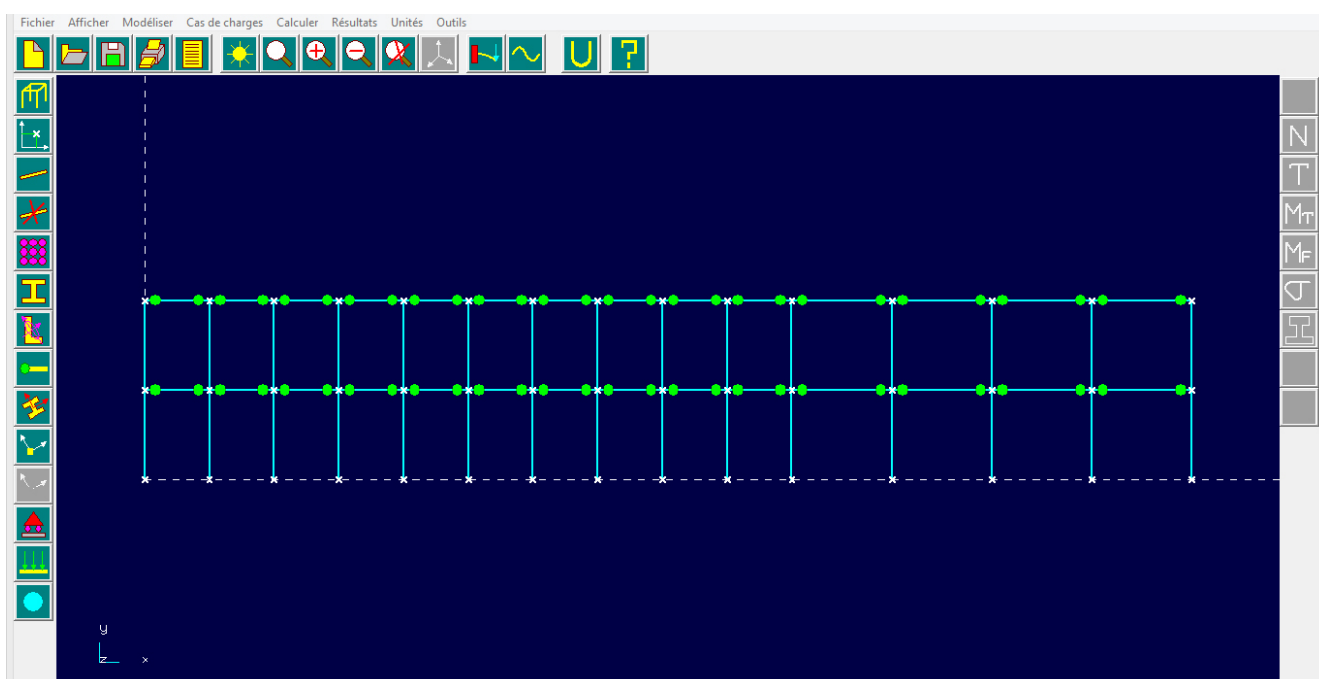 Fichier Afficher Modéliser Cas de charges Calculer Résultats Unités Outils
N
T
MT
MF
σ
y
z
x